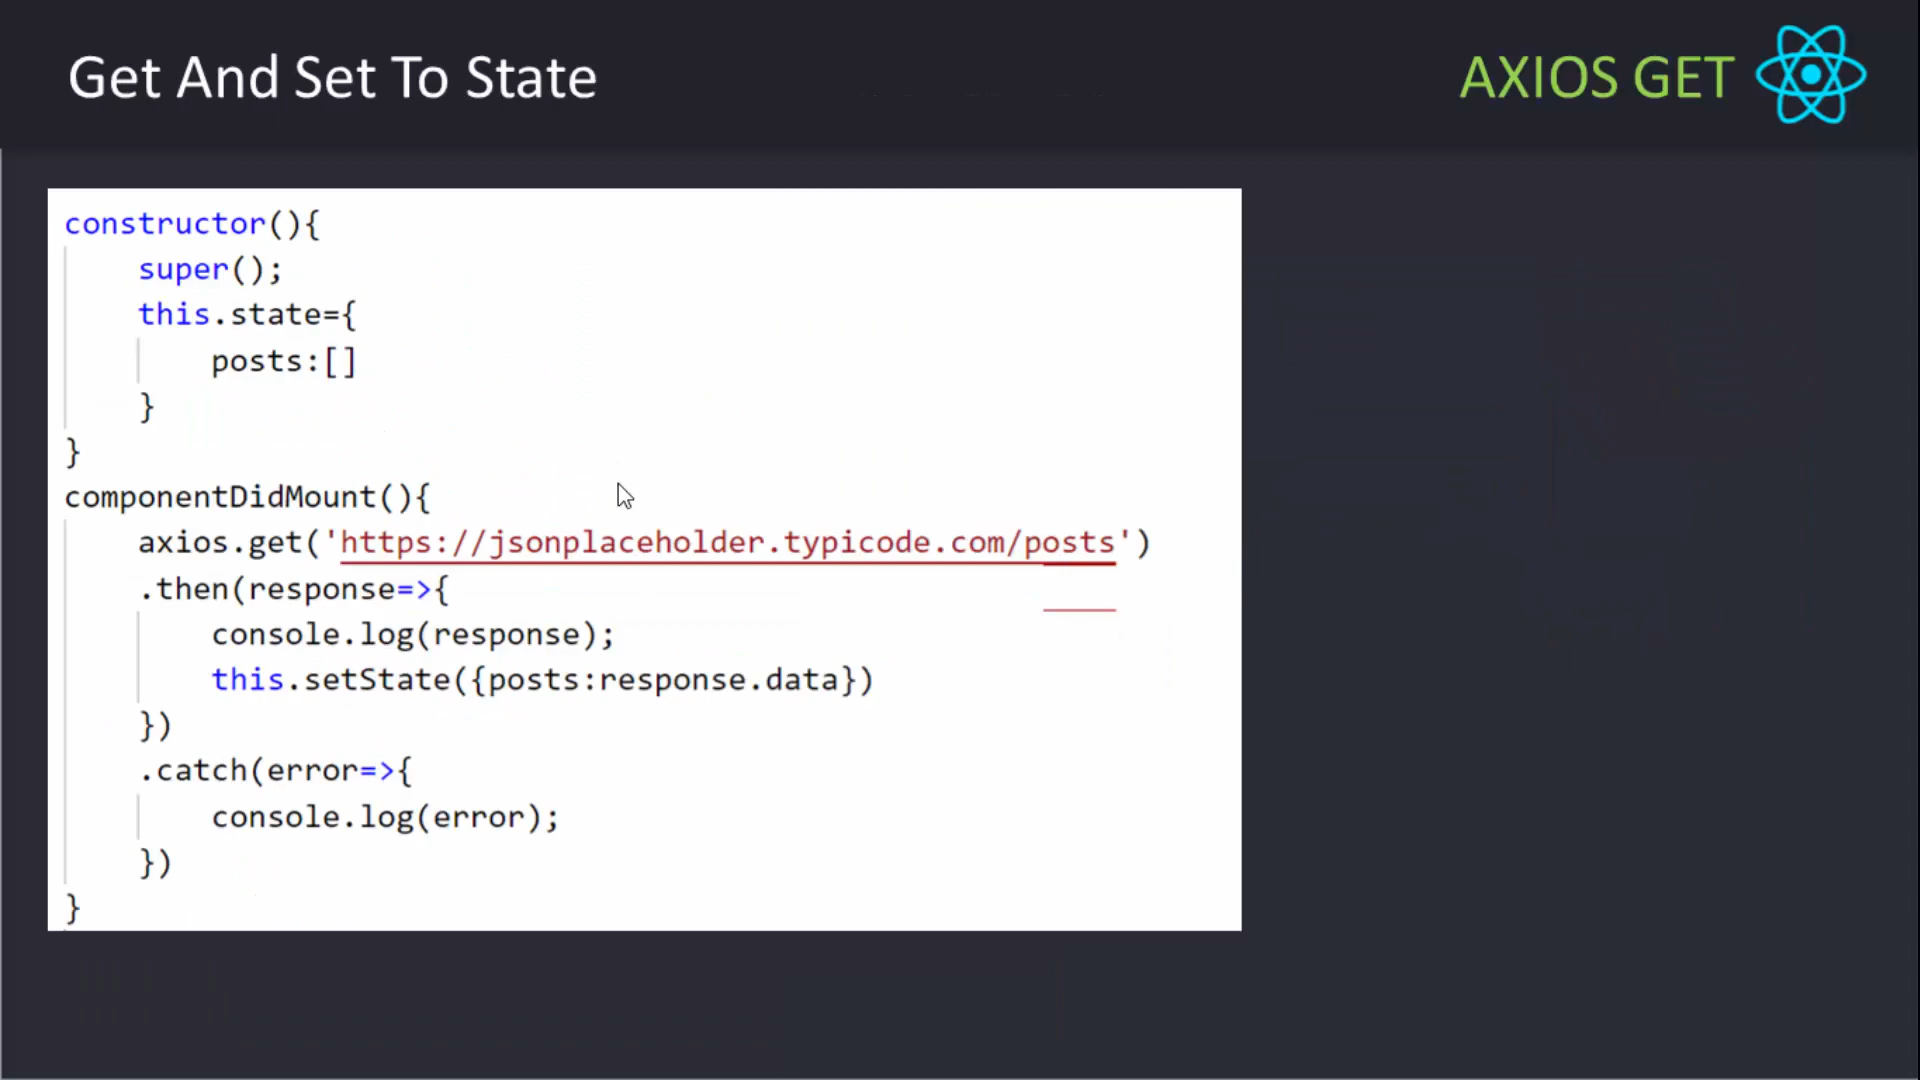 Get And Set To State
AXIOS GET
constructor(){
super();
this.state={
posts:[]
}
}
componentDidMount(){
axios.get('https://jsonplaceholder.typicode.com/posts')
.then(response=>{
console.log(response);
this.setState({posts:response.data})
})
.catch(error=>{
console.log(error);
})
}